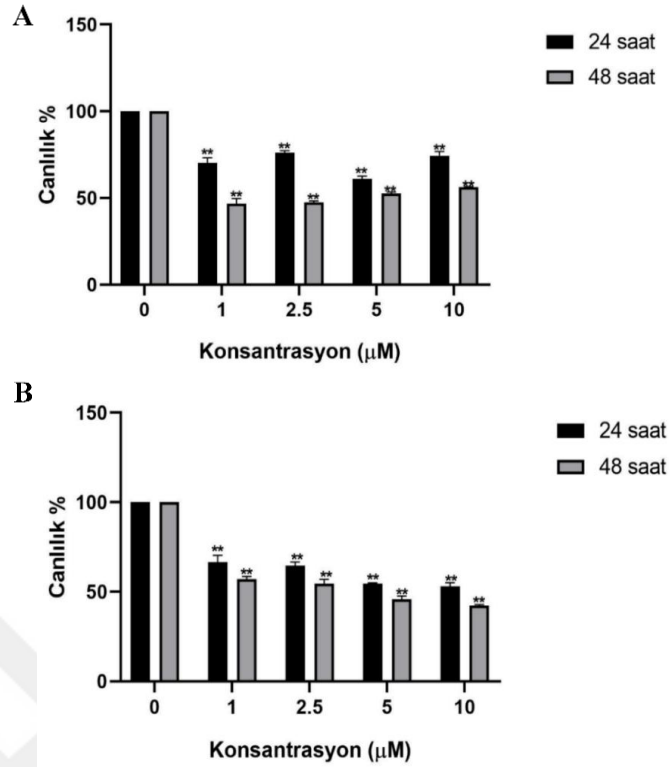 A
150
100
50
0
Canlılık %
** ** ** ** ** ** ** **
0 1 2.5 5 10
Konsantrasyon (µM)
24 saat
48 saat
B
150
100
50
0
Canlılık %
** ** ** ** ** ** ** **
0 1 2.5 5 10
Konsantrasyon (µM)
24 saat
48 saat